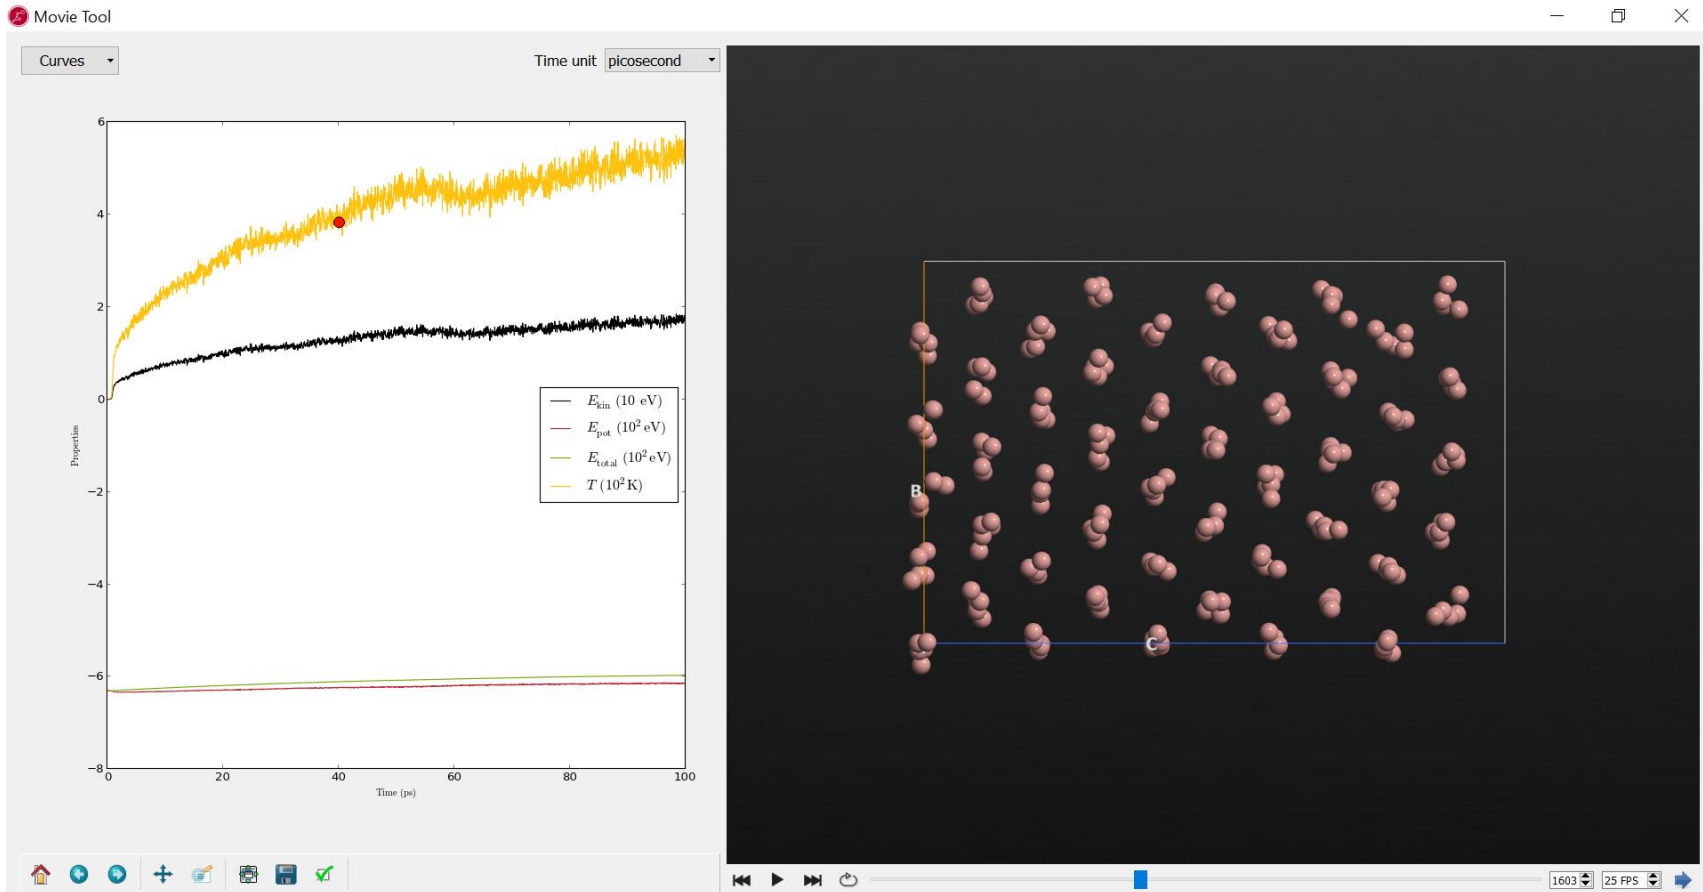 Movie Tool
Curves
Time unit picosecond
6
4
2
0
−2
−4
−6
−8
Properties
E_kin (10 eV)
E_pot (10² eV)
E_total (10² eV)
T (10² K)
0 20 40 60 80 100
Time (ps)
B
C
1603 25 FPS